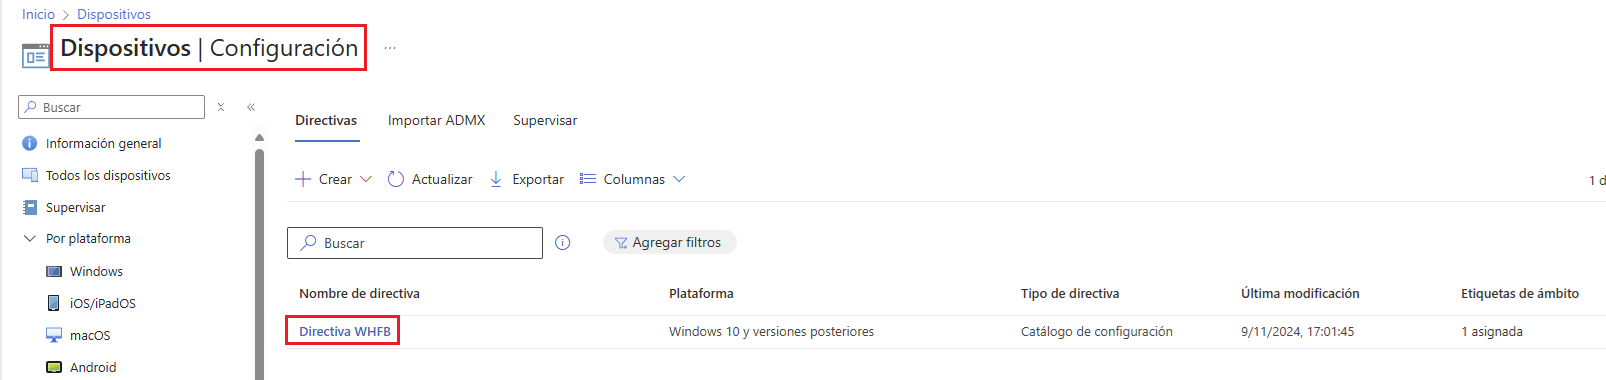 Inicio > Dispositivos
Dispositivos | Configuración ...
Buscar
Información general
Todos los dispositivos
Supervisar
Por plataforma
Windows
iOS/iPadOS
macOS
Android
Directivas Importar ADMX Supervisar
Crear Actualizar Exportar Columnas
1 d
Buscar
Agregar filtros
Nombre de directiva Plataforma Tipo de directiva Última modificación Etiquetas de ámbito
Directiva WHFB Windows 10 y versiones posteriores Catálogo de configuración 9/11/2024, 17:01:45 1 asignada